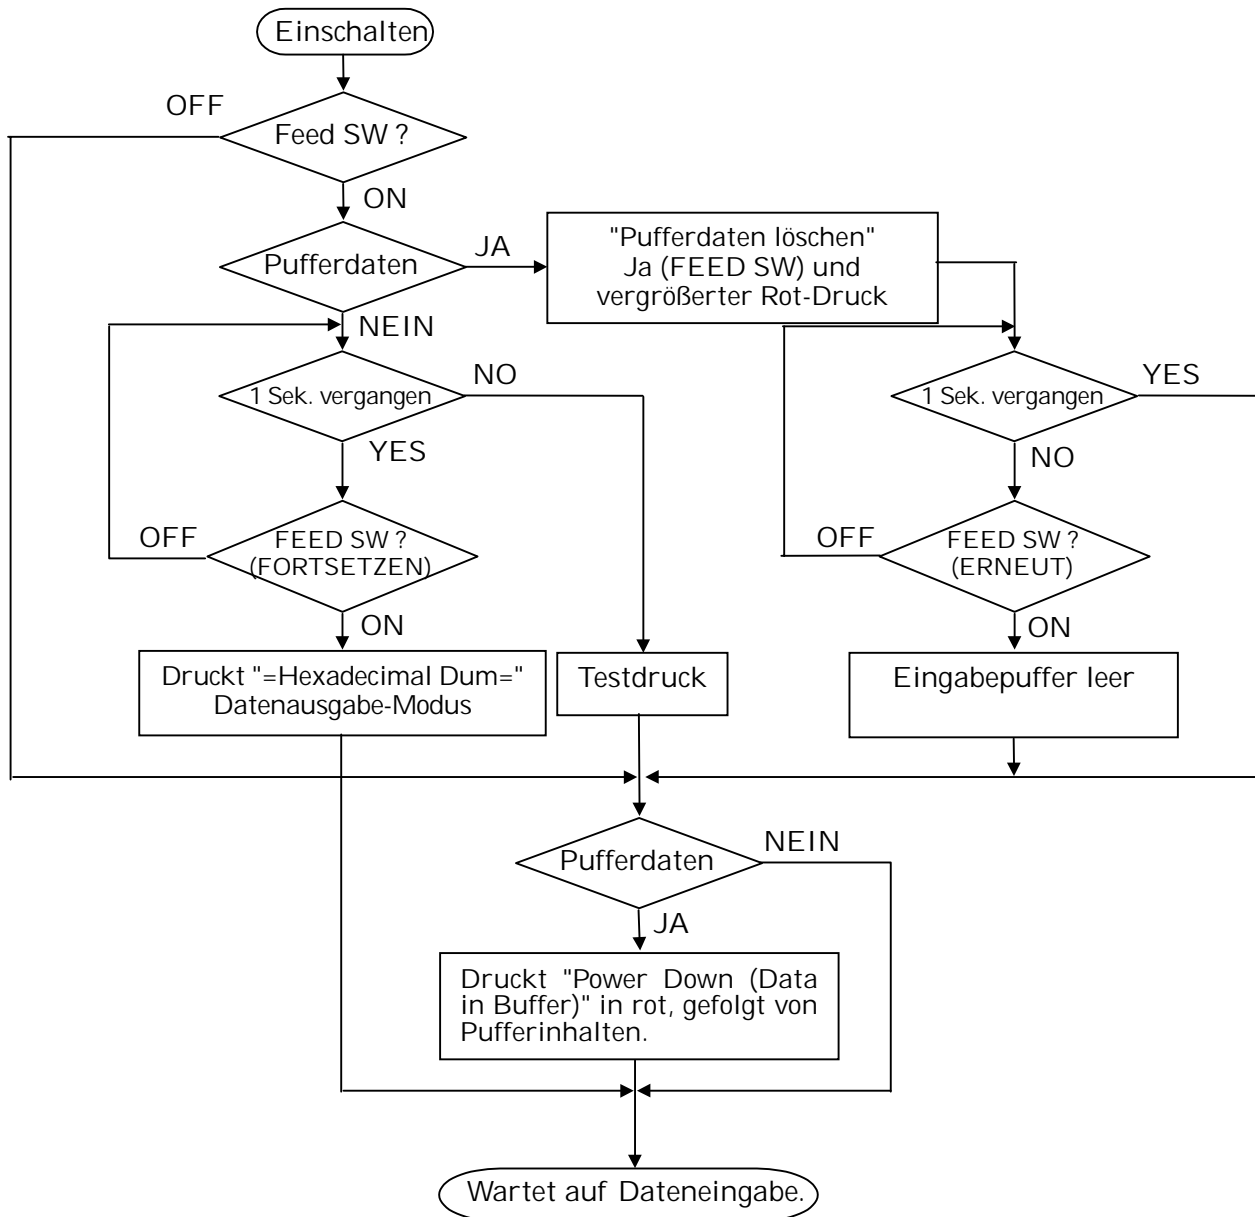 Einschalten
OFF
Feed SW ?
ON
Pufferdaten
JA
"Pufferdaten löschen"
Ja (FEED SW) und
vergrößerter Rot-Druck
NEIN
1 Sek. vergangen
NO
YES
1 Sek. vergangen
YES
NO
OFF
FEED SW ?
(FORTSETZEN)
ON
OFF
FEED SW ?
(ERNEUT)
ON
Druckt "=Hexadecimal Dum="
Datenausgabe-Modus
Testdruck
Eingabepuffer leer
Pufferdaten
NEIN
JA
Druckt "Power Down (Data
in Buffer)" in rot, gefolgt von
Pufferinhalten.
Wartet auf Dateneingabe.